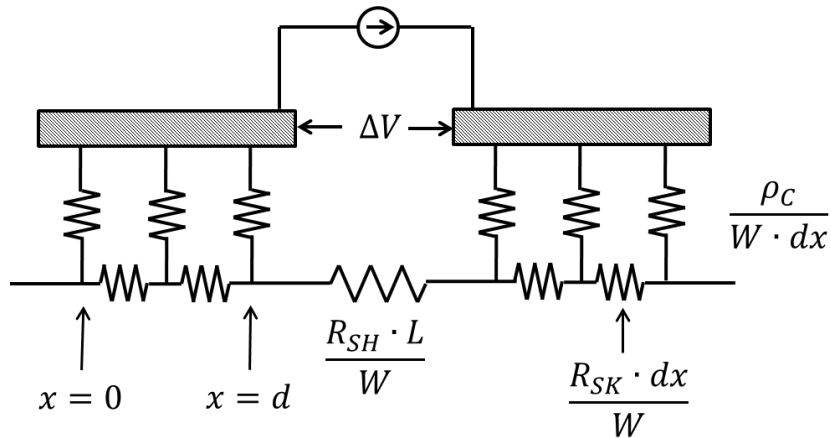 ΔV
ρ_C
W · dx
R_SH · L
W
R_SK · dx
W
x = 0
x = d